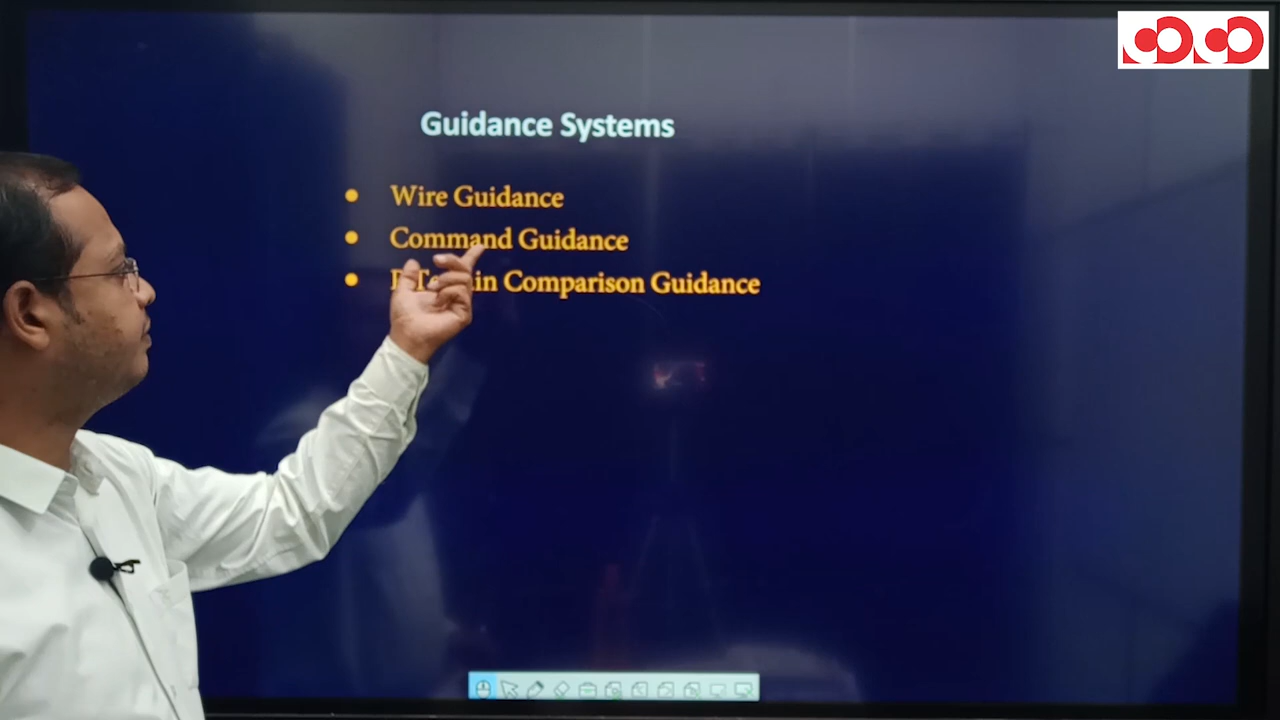 Guidance Systems
• Wire Guidance
• Command Guidance
• Comparison Guidance